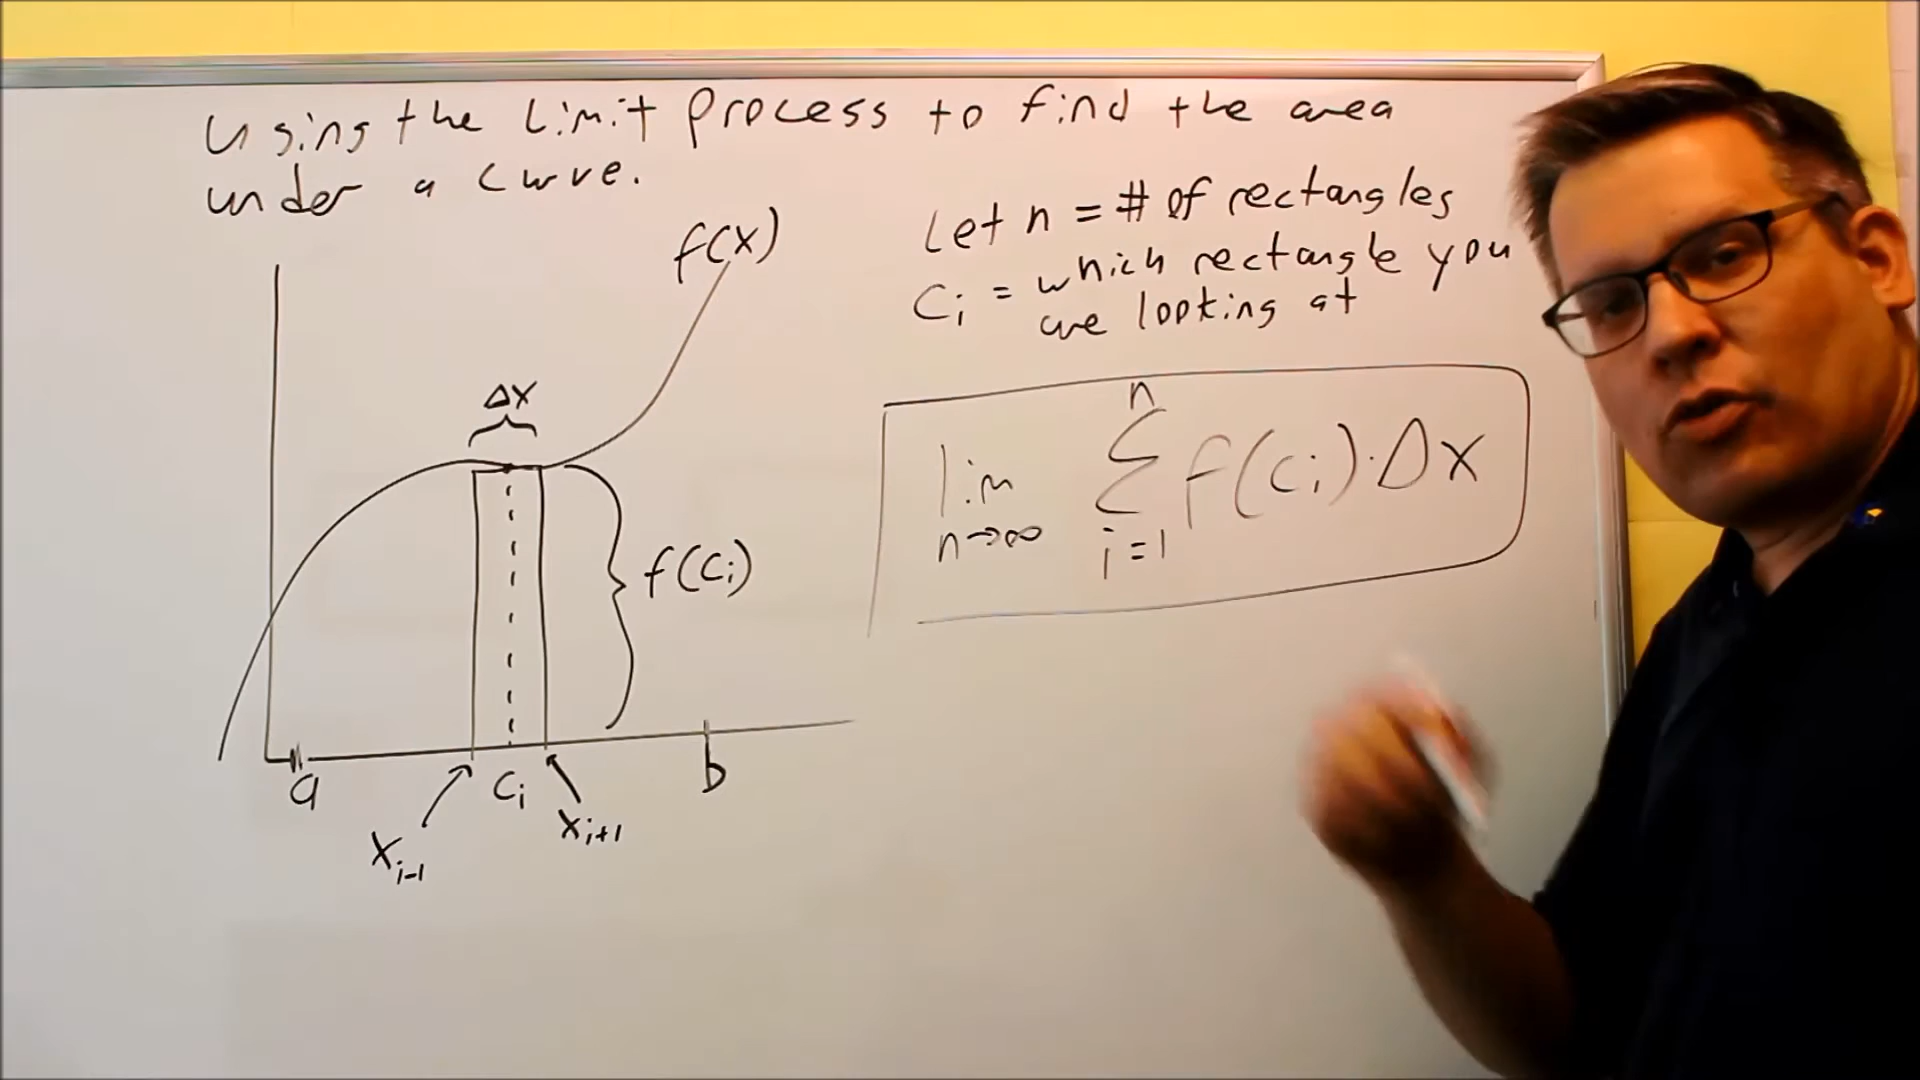 Using the Limit Process to find the area
under a curve.
f(x)
Let n = # of rectangles
Ci = which rectangle you
are looking at
Δx
lim n→∞ n Σ i=1 f(ci)·Δx
f(ci)
a
ci
b
xi-1
xi+1